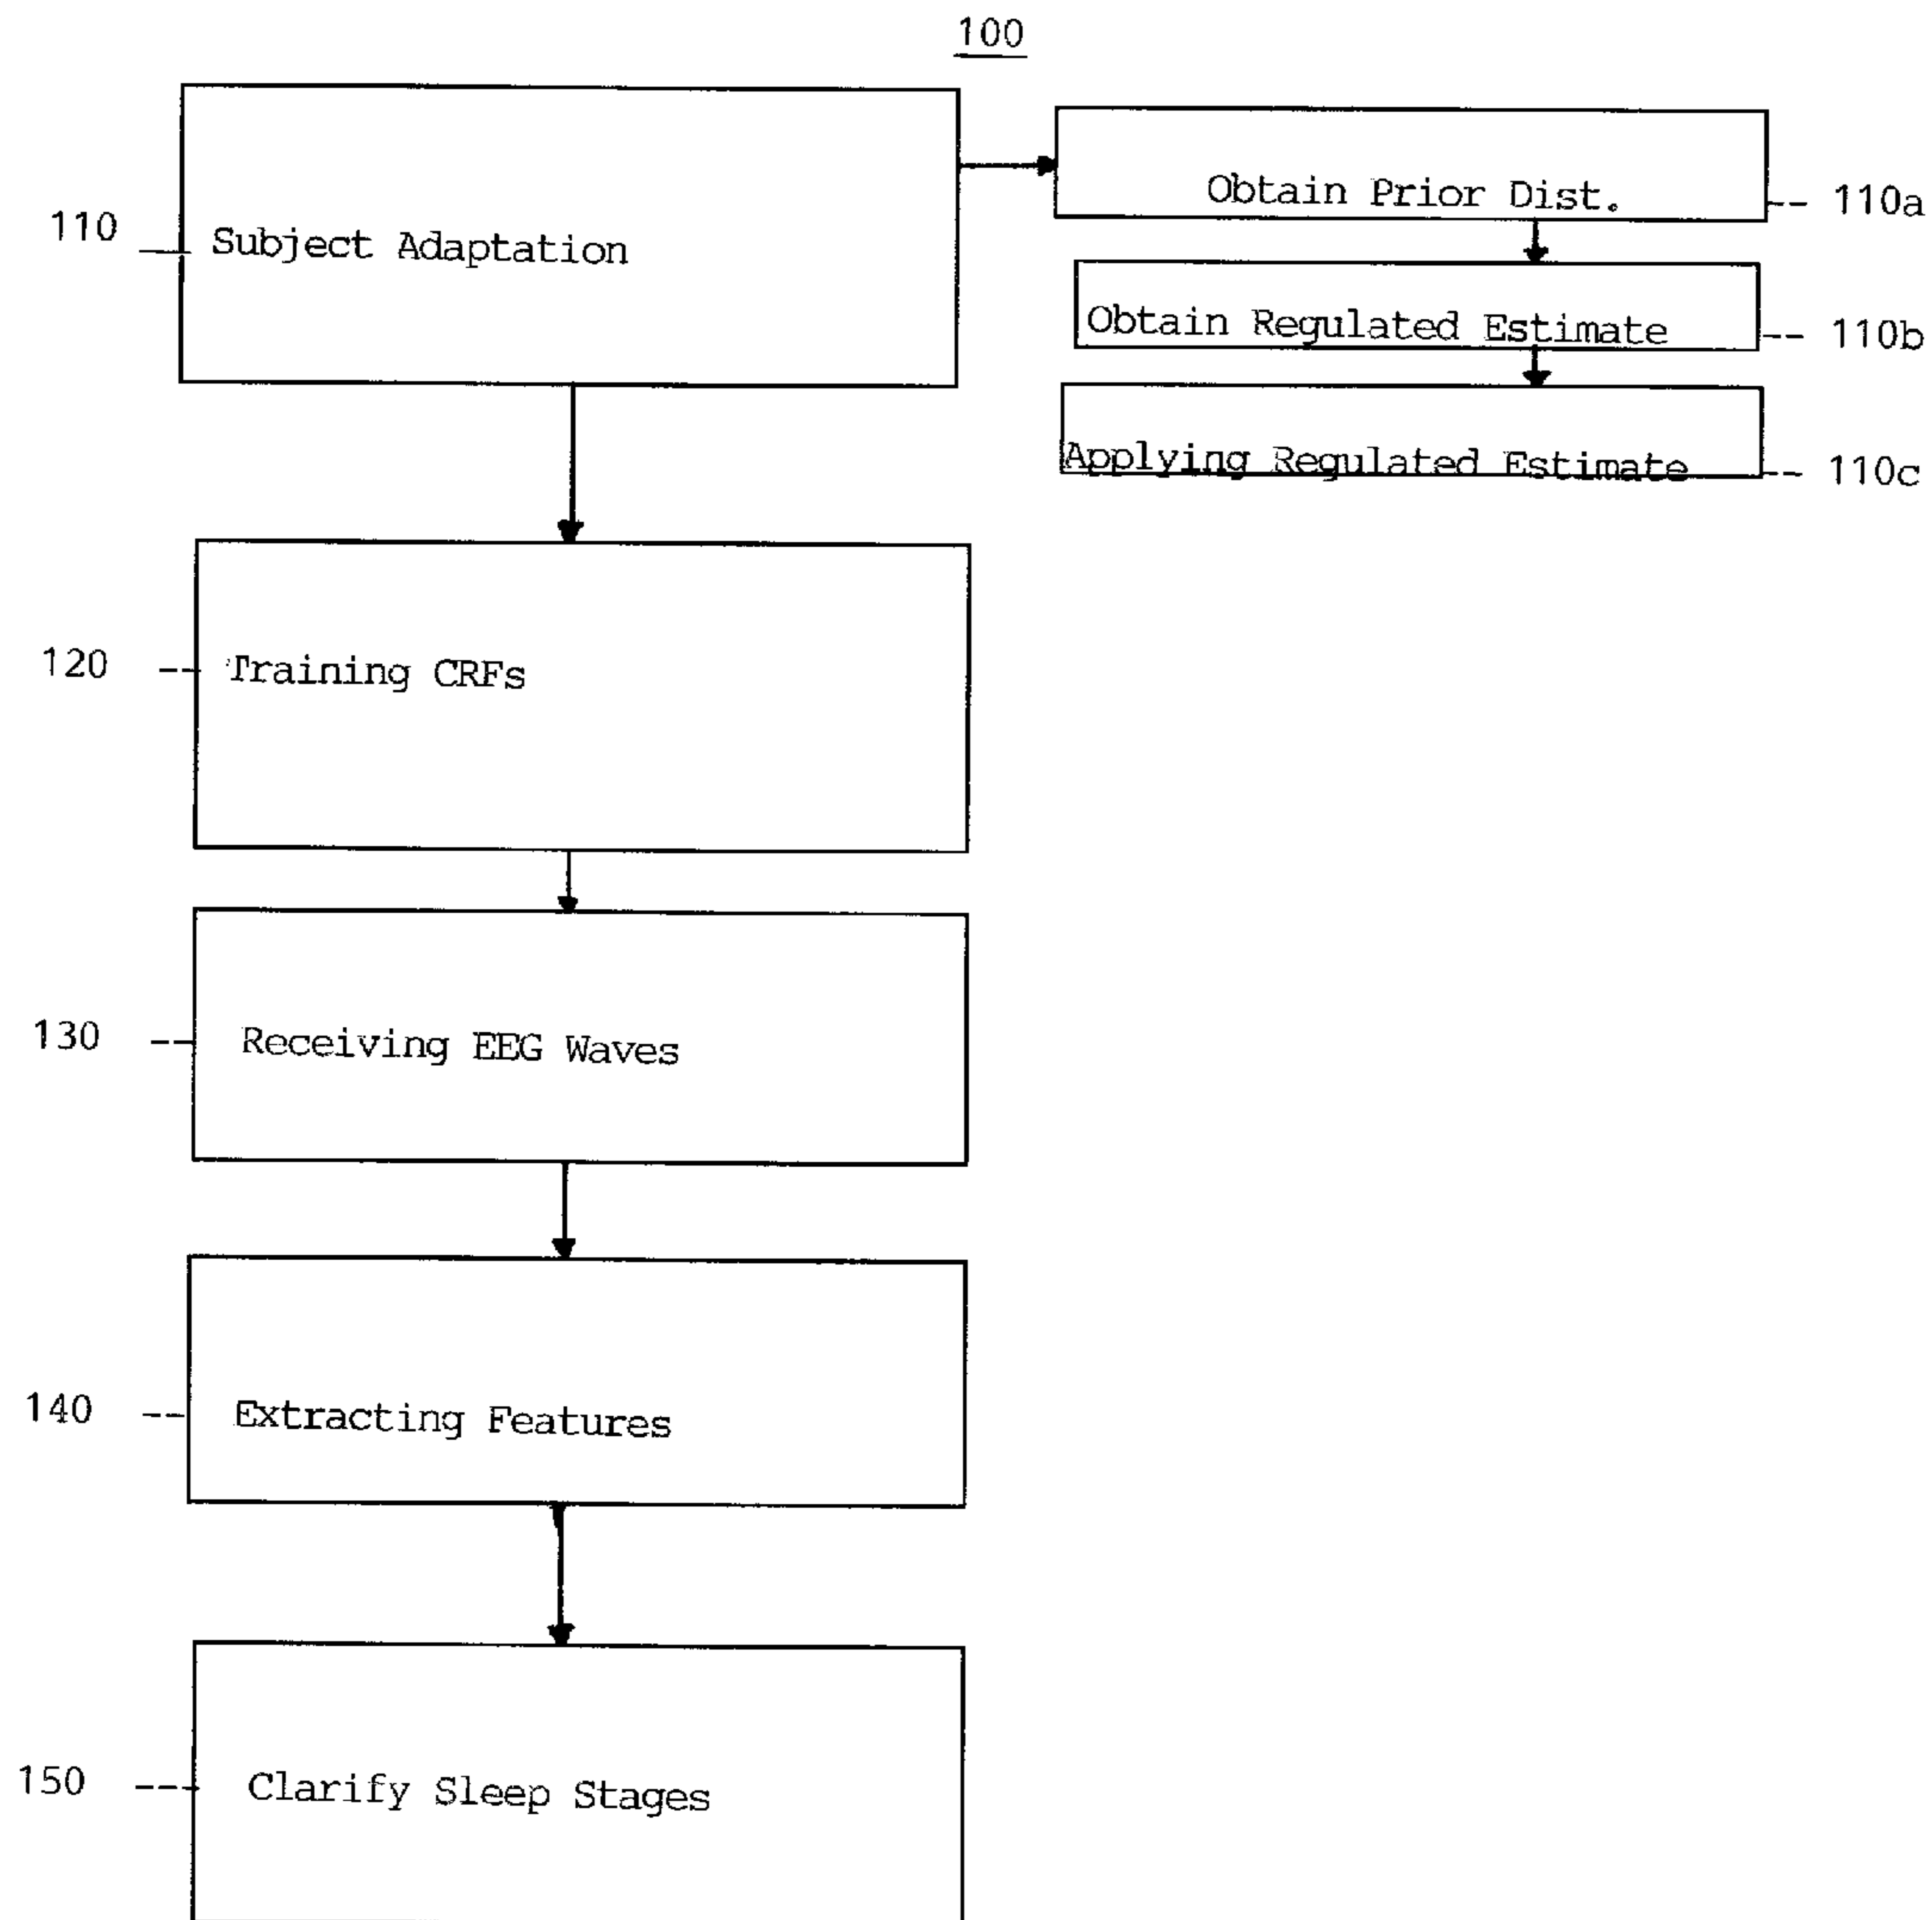 100
110
Subject Adaptation
Obtain Prior Dist.
110a
Obtain Regulated Estimate
110b
Applying Regulated Estimate
110c
120
Training CRFs
130
Receiving EEG Waves
140
Extracting Features
150
Clarify Sleep Stages